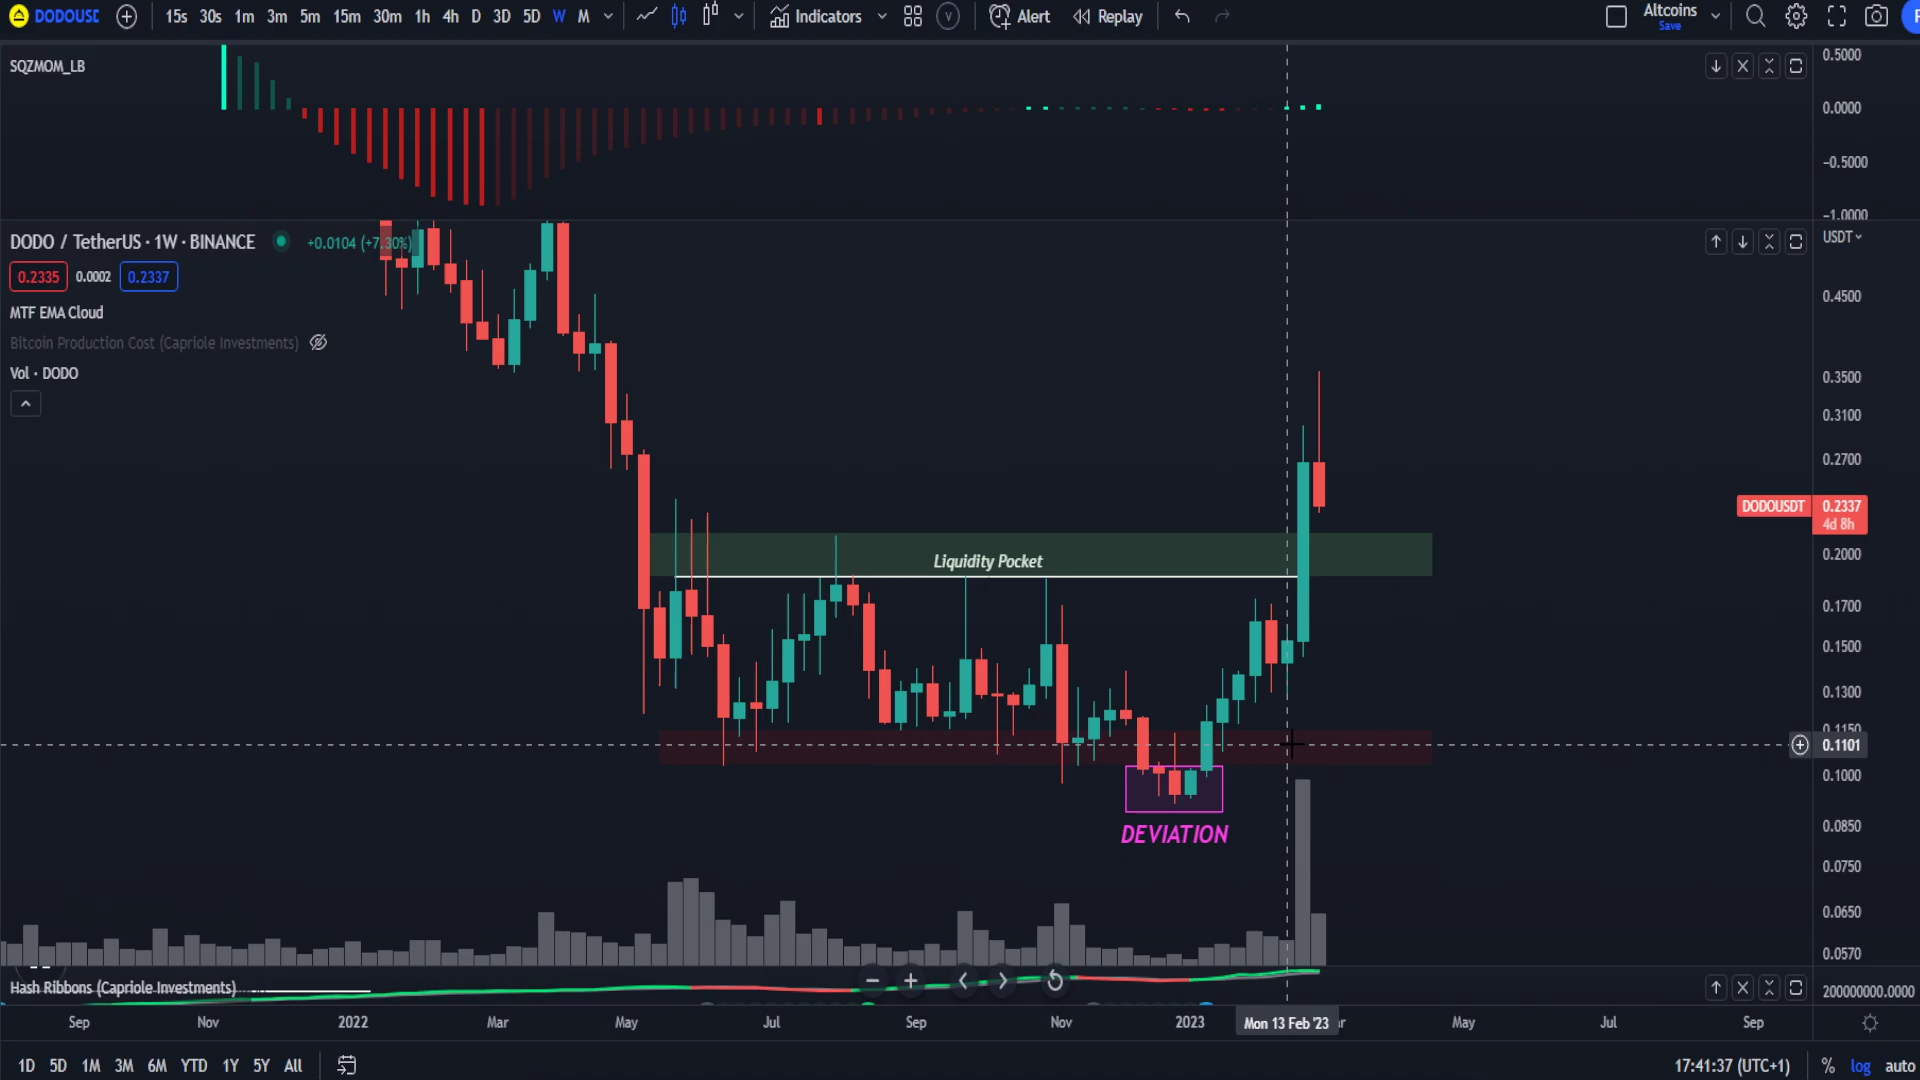 DODOUSD 15s 30s 1m 3m 5m 15m 30m 1h 4h D 3D 5D W M Indicators V Alert Replay Altcoins
Save
SQZMOM_LB
0.5000
0.0000
−0.5000
−1.0000
DODO / TetherUS · 1W · BINANCE +0.0104 (+7.30%) USDT
0.2335 0.0002 0.2337
MTF EMA Cloud
Bitcoin Production Cost (Capriole Investments)
Vol · DODO
0.4500
0.3500
0.3100
0.2700
DODOUSDT 0.2337
4d 8h
0.2000
Liquidity Pocket
0.1700
0.1500
0.1300
0.1150
0.1101
0.1000
DEVIATION
0.0850
0.0750
0.0650
0.0570
Hash Ribbons (Capriole Investments) 200000000.0000
Sep Nov 2022 Mar May Jul Sep Nov 2023 Mon 13 Feb '23 May Jul Sep
1D 5D 1M 3M 6M YTD 1Y 5Y All 17:41:37 (UTC+1) % log auto